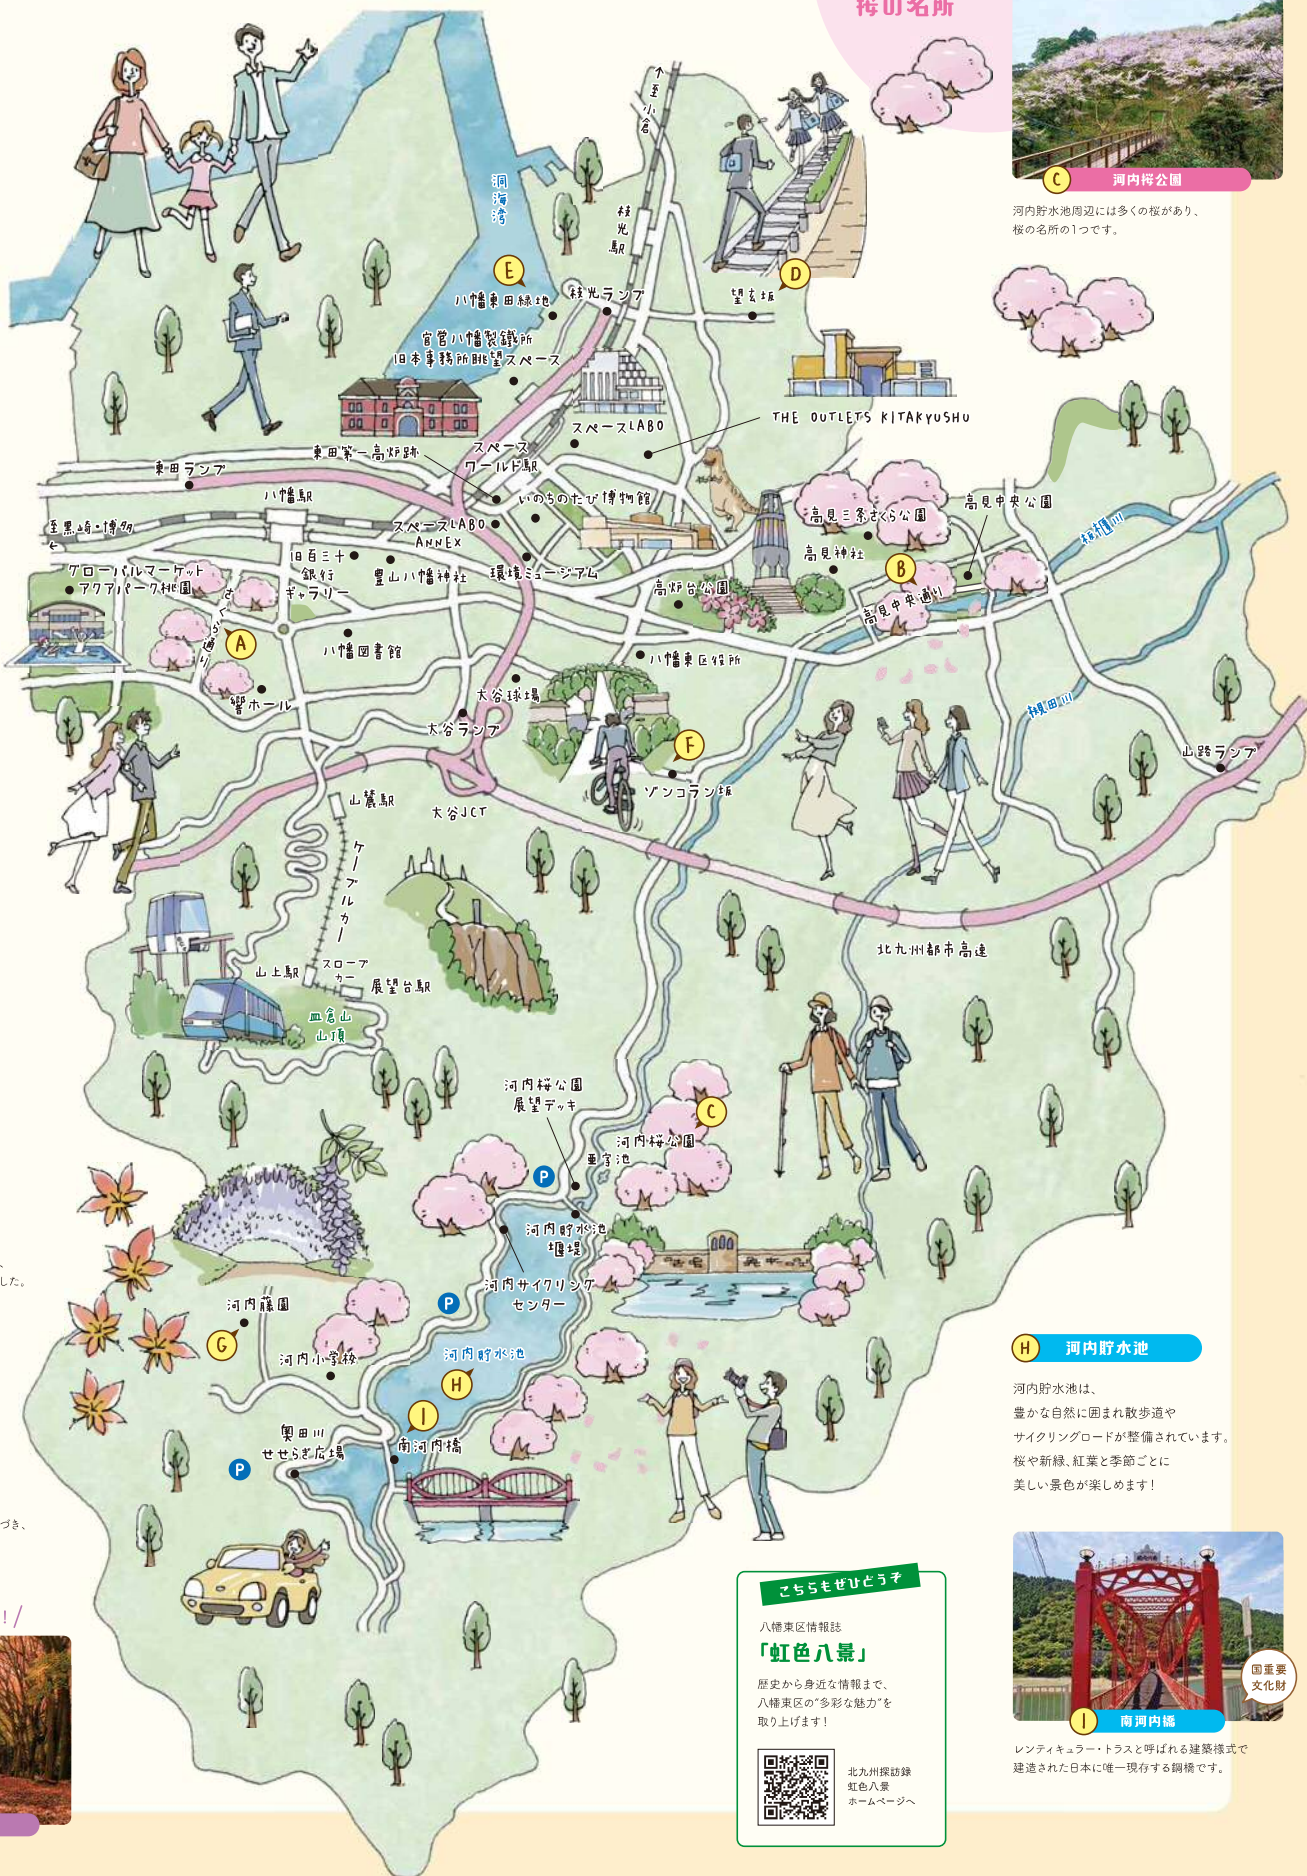 桜の名所
C 河内桜公園
河内貯水池周辺には多くの桜があり、
桜の名所の1つです。
↑至小倉
洞海湾
枝光駅
E
八幡東田緑地
枝光ランプ
D
望玄坂
官営八幡製鐵所
旧本事務所眺望スペース
THE OUTLETS KITAKYUSHU
スペースLABO
東田第一高炉跡
スペース
ワールド駅
東田ランプ
八幡駅
いのちのたび博物館
高見三条さくら公園
高見中央公園
板櫃川
至黒崎・博多
←
スペースLABO
ANNEX
旧百三十
銀行
ギャラリー
豊山八幡神社
環境ミュージアム
高見神社
B
グローバルマーケット
アクアパーク桃園
高炉台公園
高見中央通り
さくら通り
A
八幡図書館
八幡東区役所
響ホール
大谷球場
大谷ランプ
槻田川
F
山路ランプ
ゾンコラン坂
山麓駅
大谷JCT
ケーブルカー
北九州都市高速
山上駅
スロープ
カー
展望台駅
皿倉山
山頂
河内桜公園
展望デッキ
C
河内桜公園
亜字池
P
河内貯水池
堰堤
、
した。
河内サイクリング
センター
河内藤園
P
G
河内小学校
河内貯水池
H
I
南河内橋
奥田川
せせらぎ広場
P
H 河内貯水池
河内貯水池は、
豊かな自然に囲まれ散歩道や
サイクリングロードが整備されています。
桜や新緑、紅葉と季節ごとに
美しい景色が楽しめます！
づき、
！/
こちらもぜひどうぞ
八幡東区情報誌
「虹色八景」
歴史から身近な情報まで、
八幡東区の“多彩な魅力”を
取り上げます！
北九州探訪録
虹色八景
ホームページへ
国重要
文化財
I 南河内橋
レンティキュラー・トラスと呼ばれる建築様式で
建造された日本に唯一現存する鋼橋です。